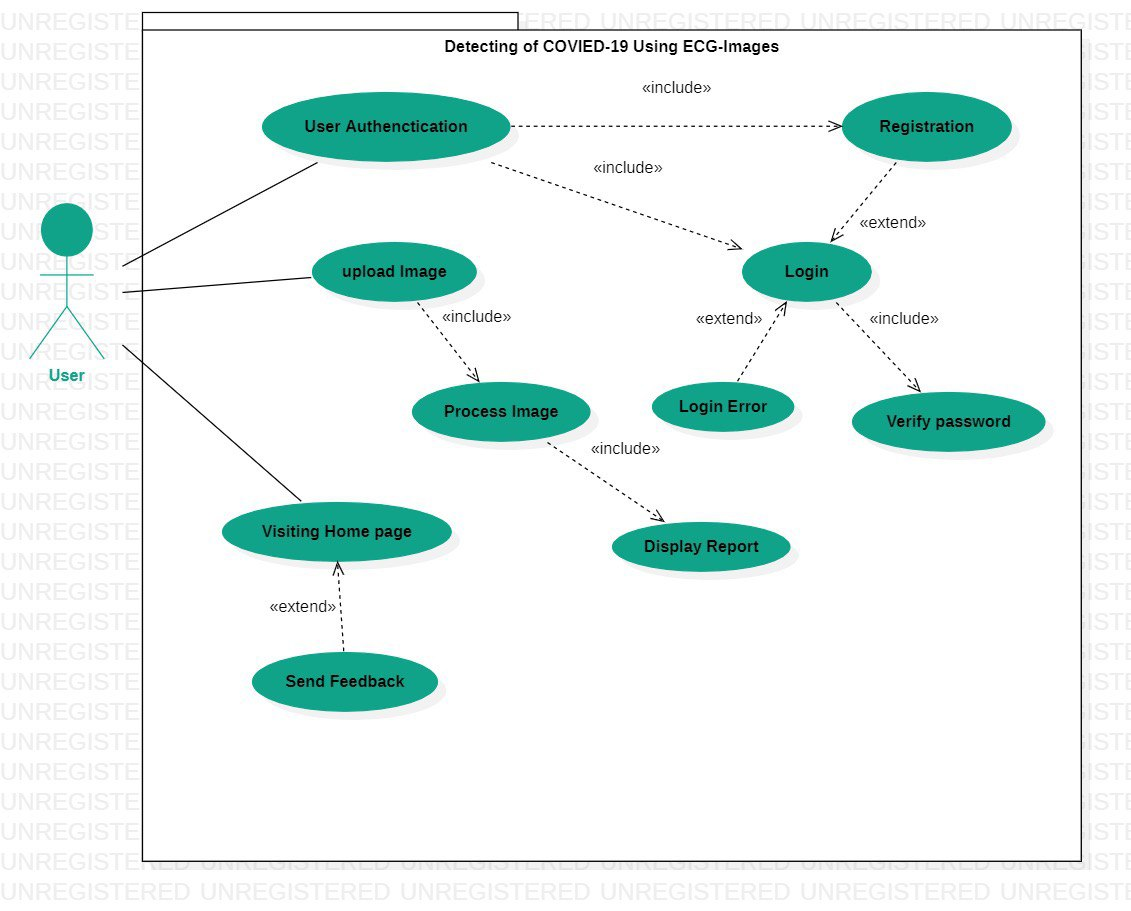 Detecting of COVIED-19 Using ECG-Images
«include»
User Authenctication
Registration
«include»
«extend»
upload Image
Login
«include»
«extend»
«include»
User
Process Image
Login Error
Verify password
«include»
Visiting Home page
Display Report
«extend»
Send Feedback
UNREGISTERED UNREGISTERED UNREGISTERED UNREGISTERED UNREGISTERED